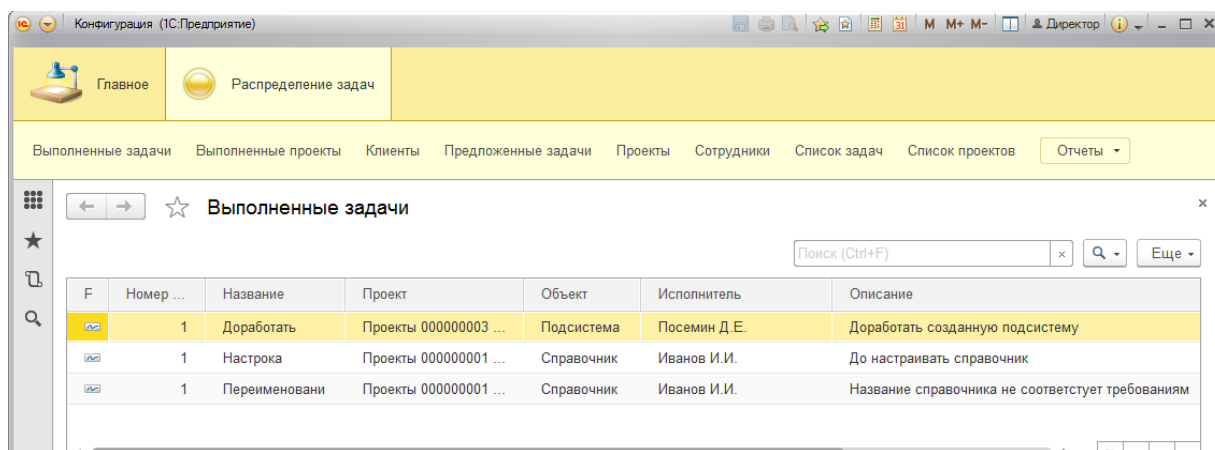 1С Конфигурация (1С:Предприятие) 31 M M+ M- Директор i
Главное Распределение задач
Выполненные задачи Выполненные проекты Клиенты Предложенные задачи Проекты Сотрудники Список задач Список проектов Отчеты
Выполненные задачи
Поиск (Ctrl+F) × Еще
F Номер ... Название Проект Объект Исполнитель Описание
1 Доработать Проекты 000000003 ... Подсистема Посемин Д.Е. Доработать созданную подсистему
1 Настрока Проекты 000000001 ... Справочник Иванов И.И. До настраивать справочник
1 Переименовани Проекты 000000001 ... Справочник Иванов И.И. Название справочника не соответстует требованиям